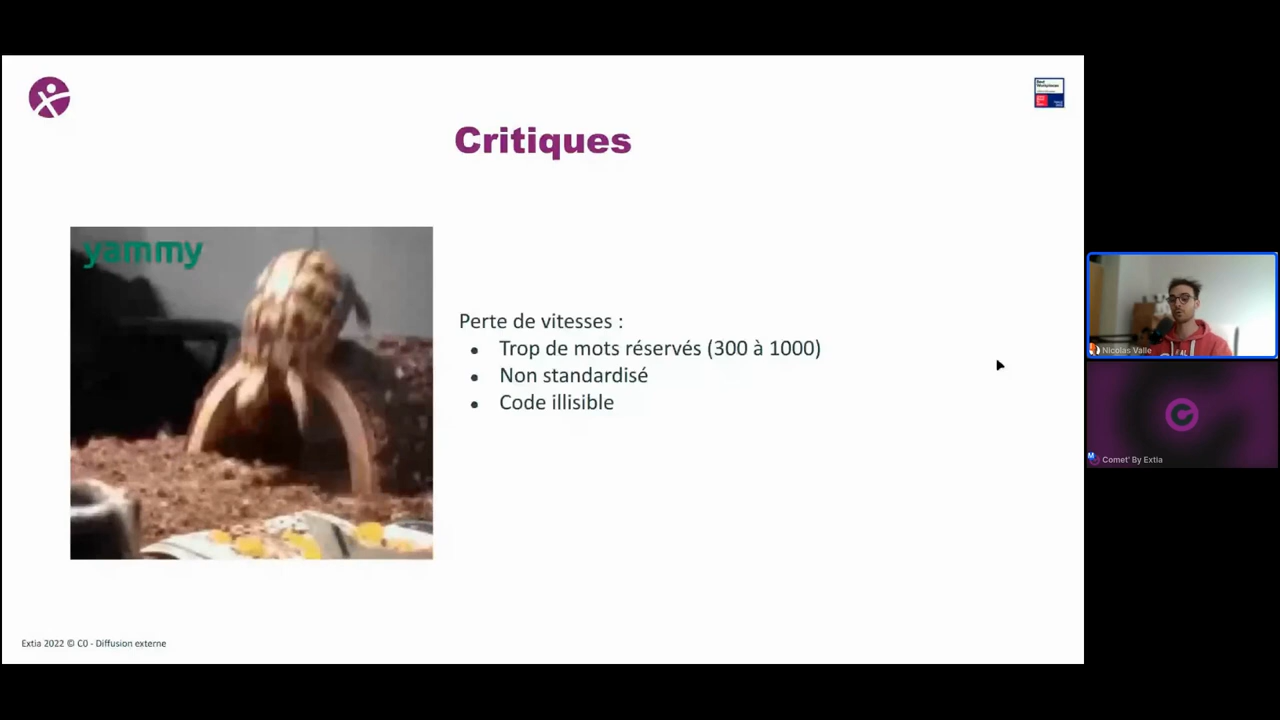 Critiques
yammy
Perte de vitesses :
• Trop de mots réservés (300 à 1000)
• Non standardisé
• Code illisible
Nicolas Valle
Comet' By Extia
Extia 2022 © C0 - Diffusion externe